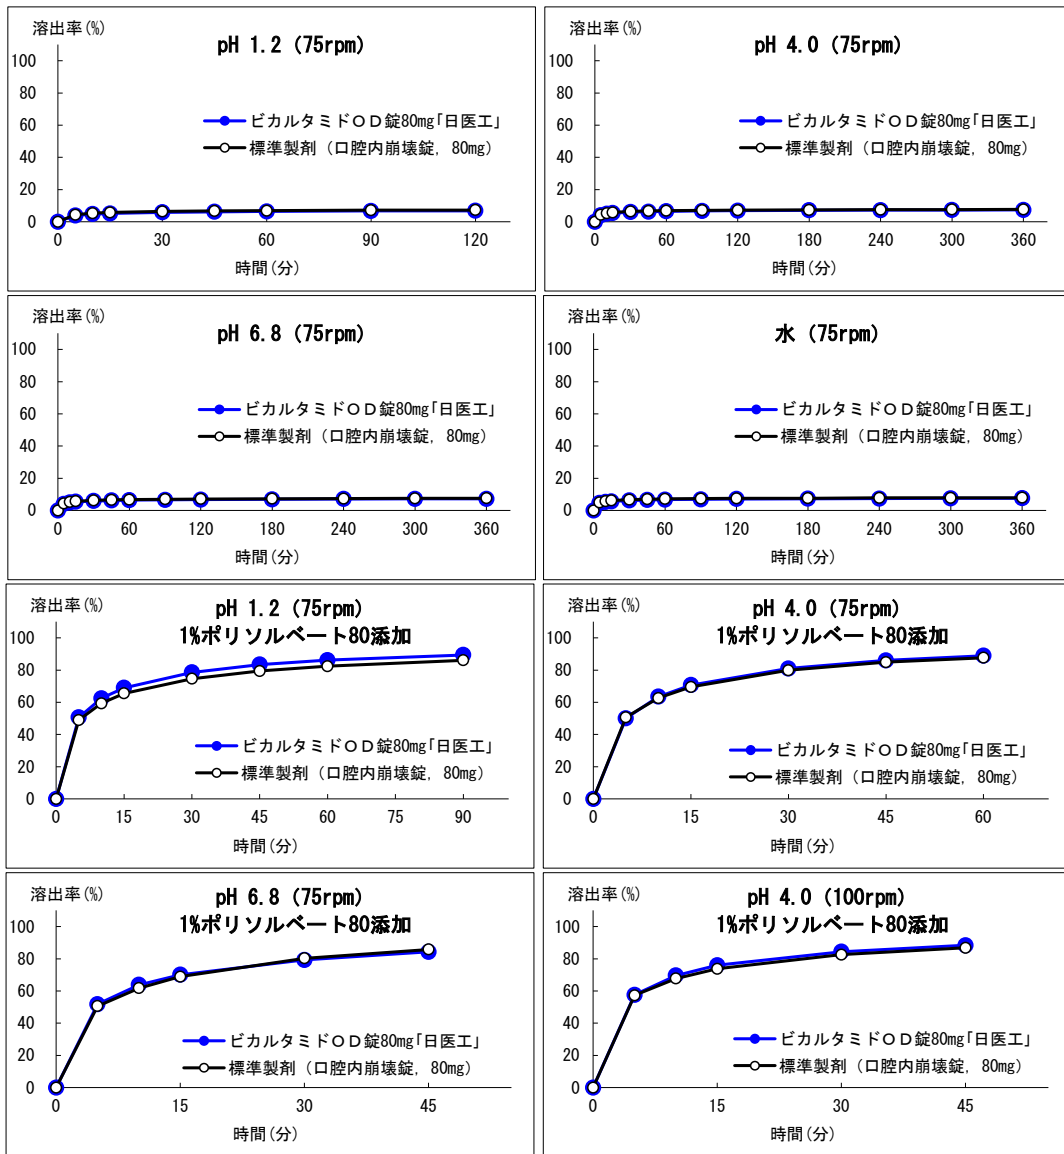 溶出率(%)
pH 1.2 (75rpm)
100
80
60
40
20
0
ビカルタミドOD錠80mg「日医工」
標準製剤(口腔内崩壊錠, 80mg)
0 30 60 90 120
時間(分)
溶出率(%)
pH 4.0 (75rpm)
100
80
60
40
20
0
ビカルタミドOD錠80mg「日医工」
標準製剤(口腔内崩壊錠, 80mg)
0 60 120 180 240 300 360
時間(分)
溶出率(%)
pH 6.8 (75rpm)
100
80
60
40
20
0
ビカルタミドOD錠80mg「日医工」
標準製剤(口腔内崩壊錠, 80mg)
0 60 120 180 240 300 360
時間(分)
溶出率(%)
水 (75rpm)
100
80
60
40
20
0
ビカルタミドOD錠80mg「日医工」
標準製剤(口腔内崩壊錠, 80mg)
0 60 120 180 240 300 360
時間(分)
溶出率(%)
pH 1.2 (75rpm)
1%ポリソルベート80添加
100
80
60
40
20
0
ビカルタミドOD錠80mg「日医工」
標準製剤(口腔内崩壊錠, 80mg)
0 15 30 45 60 75 90
時間(分)
溶出率(%)
pH 4.0 (75rpm)
1%ポリソルベート80添加
100
80
60
40
20
0
ビカルタミドOD錠80mg「日医工」
標準製剤(口腔内崩壊錠, 80mg)
0 15 30 45 60
時間(分)
溶出率(%)
pH 6.8 (75rpm)
1%ポリソルベート80添加
100
80
60
40
20
0
ビカルタミドOD錠80mg「日医工」
標準製剤(口腔内崩壊錠, 80mg)
0 15 30 45
時間(分)
溶出率(%)
pH 4.0 (100rpm)
1%ポリソルベート80添加
100
80
60
40
20
0
ビカルタミドOD錠80mg「日医工」
標準製剤(口腔内崩壊錠, 80mg)
0 15 30 45
時間(分)